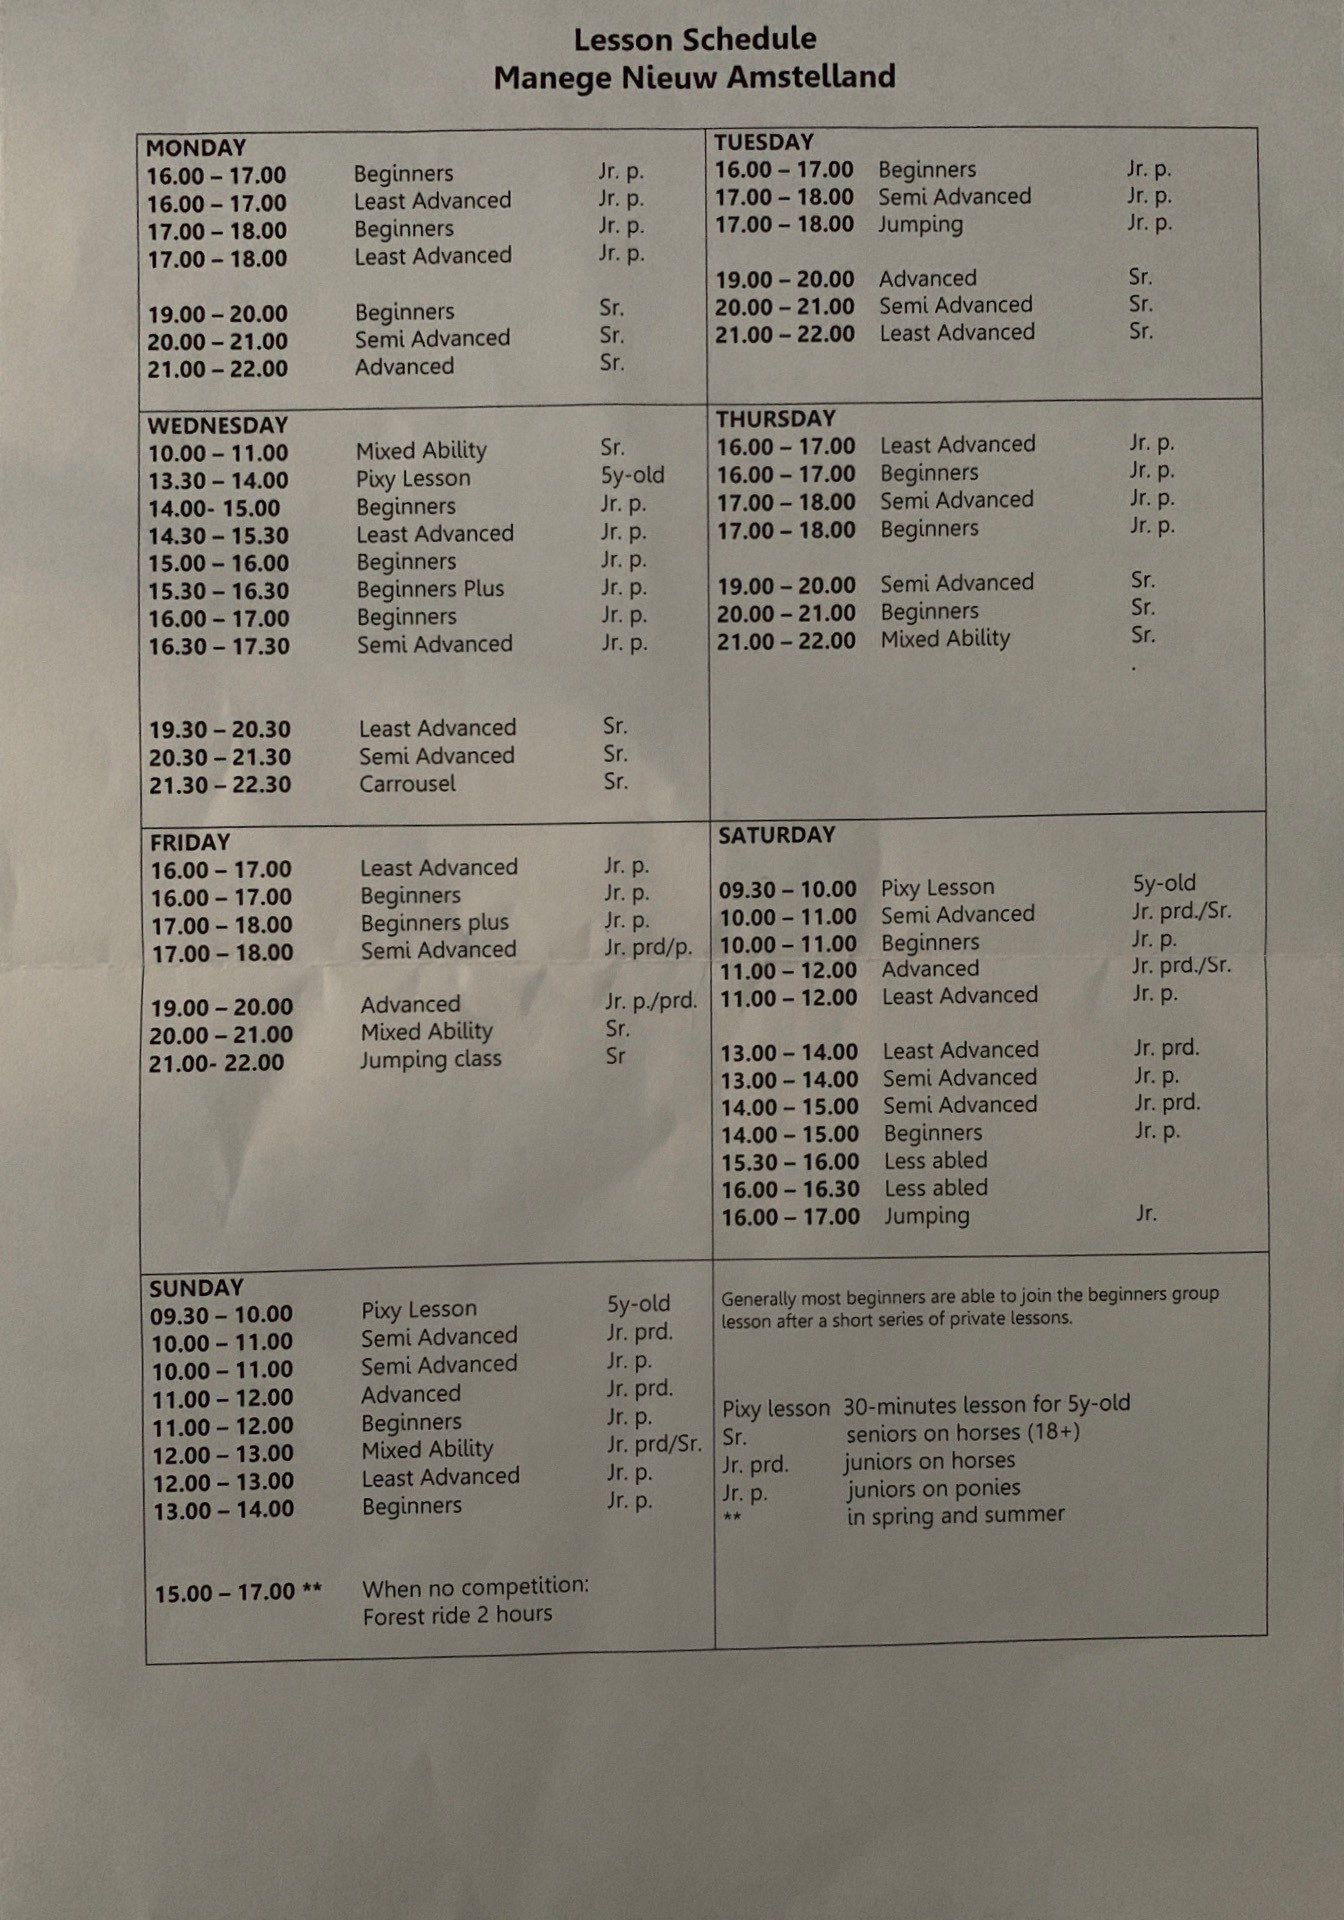 Lesson Schedule
Manege Nieuw Amstelland
MONDAY
16.00 – 17.00 Beginners Jr. p.
16.00 – 17.00 Least Advanced Jr. p.
17.00 – 18.00 Beginners Jr. p.
17.00 – 18.00 Least Advanced Jr. p.
19.00 – 20.00 Beginners Sr.
20.00 – 21.00 Semi Advanced Sr.
21.00 – 22.00 Advanced Sr.
TUESDAY
16.00 – 17.00 Beginners Jr. p.
17.00 – 18.00 Semi Advanced Jr. p.
17.00 – 18.00 Jumping Jr. p.
19.00 – 20.00 Advanced Sr.
20.00 – 21.00 Semi Advanced Sr.
21.00 – 22.00 Least Advanced Sr.
WEDNESDAY
10.00 – 11.00 Mixed Ability Sr.
13.30 – 14.00 Pixy Lesson 5y-old
14.00- 15.00 Beginners Jr. p.
14.30 – 15.30 Least Advanced Jr. p.
15.00 – 16.00 Beginners Jr. p.
15.30 – 16.30 Beginners Plus Jr. p.
16.00 – 17.00 Beginners Jr. p.
16.30 – 17.30 Semi Advanced Jr. p.
19.30 – 20.30 Least Advanced Sr.
20.30 – 21.30 Semi Advanced Sr.
21.30 – 22.30 Carrousel Sr.
THURSDAY
16.00 – 17.00 Least Advanced Jr. p.
16.00 – 17.00 Beginners Jr. p.
17.00 – 18.00 Semi Advanced Jr. p.
17.00 – 18.00 Beginners Jr. p.
19.00 – 20.00 Semi Advanced Sr.
20.00 – 21.00 Beginners Sr.
21.00 – 22.00 Mixed Ability Sr.
.
FRIDAY
16.00 – 17.00 Least Advanced Jr. p.
16.00 – 17.00 Beginners Jr. p.
17.00 – 18.00 Beginners plus Jr. p.
17.00 – 18.00 Semi Advanced Jr. prd/p.
19.00 – 20.00 Advanced Jr. p./prd.
20.00 – 21.00 Mixed Ability Sr.
21.00- 22.00 Jumping class Sr
SATURDAY
09.30 – 10.00 Pixy Lesson 5y-old
10.00 – 11.00 Semi Advanced Jr. prd./Sr.
10.00 – 11.00 Beginners Jr. p.
11.00 – 12.00 Advanced Jr. prd./Sr.
11.00 – 12.00 Least Advanced Jr. p.
13.00 – 14.00 Least Advanced Jr. prd.
13.00 – 14.00 Semi Advanced Jr. p.
14.00 – 15.00 Semi Advanced Jr. prd.
14.00 – 15.00 Beginners Jr. p.
15.30 – 16.00 Less abled
16.00 – 16.30 Less abled
16.00 – 17.00 Jumping Jr.
SUNDAY
09.30 – 10.00 Pixy Lesson 5y-old
10.00 – 11.00 Semi Advanced Jr. prd.
10.00 – 11.00 Semi Advanced Jr. p.
11.00 – 12.00 Advanced Jr. prd.
11.00 – 12.00 Beginners Jr. p.
12.00 – 13.00 Mixed Ability Jr. prd/Sr.
12.00 – 13.00 Least Advanced Jr. p.
13.00 – 14.00 Beginners Jr. p.
15.00 – 17.00 ** When no competition:
Forest ride 2 hours
Generally most beginners are able to join the beginners group
lesson after a short series of private lessons.
Pixy lesson 30-minutes lesson for 5y-old
Sr. seniors on horses (18+)
Jr. prd. juniors on horses
Jr. p. juniors on ponies
** in spring and summer